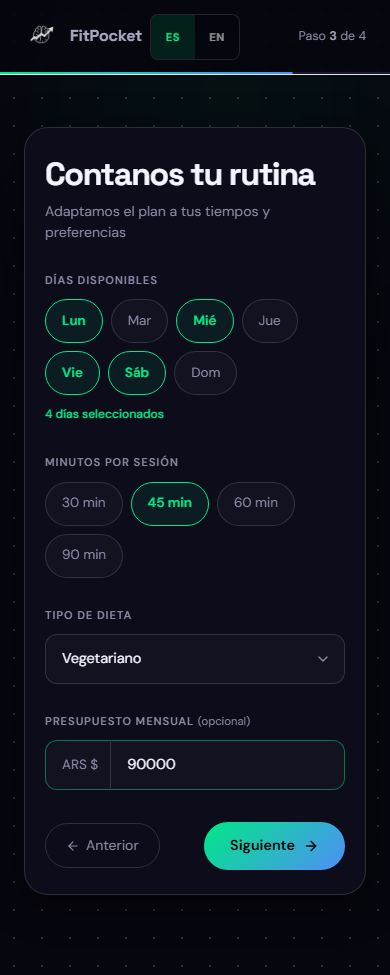 FitPocket ES EN Paso 3 de 4
Contanos tu rutina
Adaptamos el plan a tus tiempos y
preferencias
DÍAS DISPONIBLES
Lun Mar Mié Jue
Vie Sáb Dom
4 días seleccionados
MINUTOS POR SESIÓN
30 min 45 min 60 min
90 min
TIPO DE DIETA
Vegetariano
PRESUPUESTO MENSUAL (opcional)
ARS $ 90000
← Anterior Siguiente →